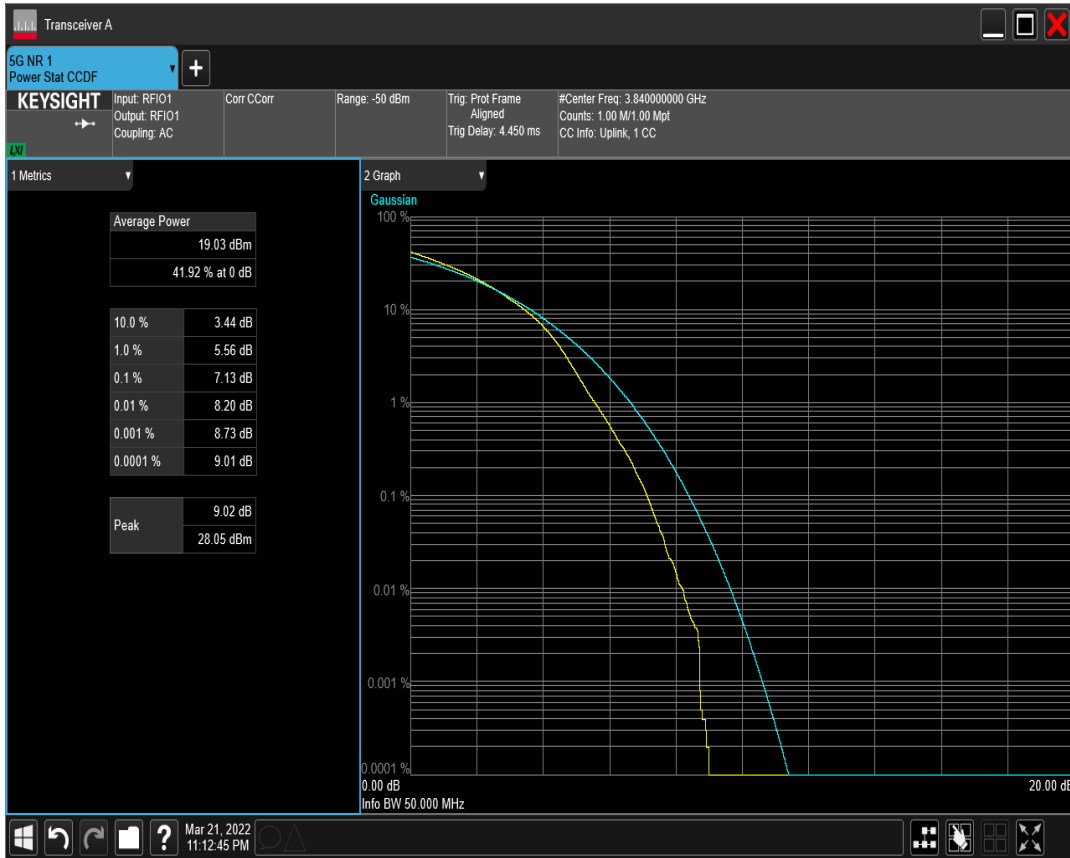 Transceiver A
5G NR 1
Power Stat CCDF
KEYSIGHT
LXI
Input: RFIO1
Output: RFIO1
Coupling: AC
Corr CCorr
Range: -50 dBm
Trig: Prot Frame
Aligned
Trig Delay: 4.450 ms
#Center Freq: 3.840000000 GHz
Counts: 1.00 M/1.00 Mpt
CC Info: Uplink, 1 CC
1 Metrics
Average Power
19.03 dBm
41.92 % at 0 dB
10.0 % 3.44 dB
1.0 % 5.56 dB
0.1 % 7.13 dB
0.01 % 8.20 dB
0.001 % 8.73 dB
0.0001 % 9.01 dB
Peak
9.02 dB
28.05 dBm
2 Graph
Gaussian
100 %
10 %
1 %
0.1 %
0.01 %
0.001 %
0.0001 %
0.00 dB
20.00 dB
Info BW 50.000 MHz
?
Mar 21, 2022
11:12:45 PM